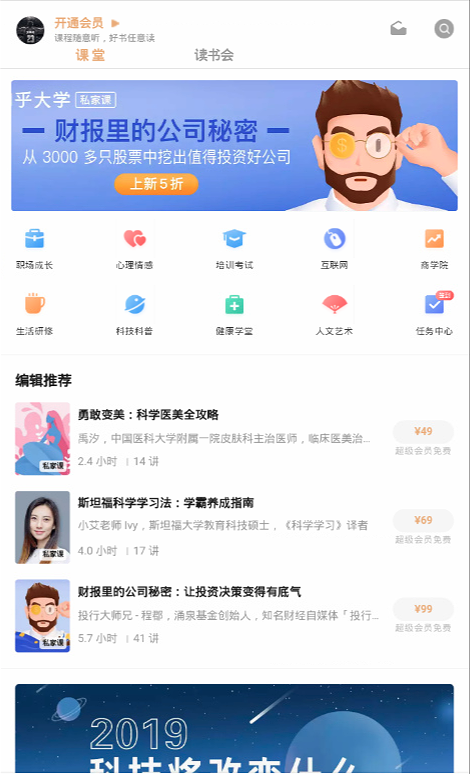 开通会员
课程随意听，好书任意读
课堂
读书会
乎大学 私家课
财报里的公司秘密
从 3000 多只股票中挖出值得投资好公司
上新5折
职场成长
心理情感
培训考试
互联网
商学院
生活研修
科技科普
健康学堂
人文艺术
任务中心
编辑推荐
勇敢变美：科学医美全攻略
禹汐，中国医科大学附属一院皮肤科主治医师，临床医美治...
2.4 小时 | 14 讲
¥49
超级会员免费
私家课
斯坦福科学学习法：学霸养成指南
小艾老师 Ivy，斯坦福大学教育科技硕士，《科学学习》译者
4.0 小时 | 17 讲
¥69
超级会员免费
私家课
财报里的公司秘密：让投资决策变得有底气
投行大师兄 - 程郡，涌泉基金创始人，知名财经自媒体「投行...
5.7 小时 | 41 讲
¥99
超级会员免费
私家课
2019
科技将改变什么